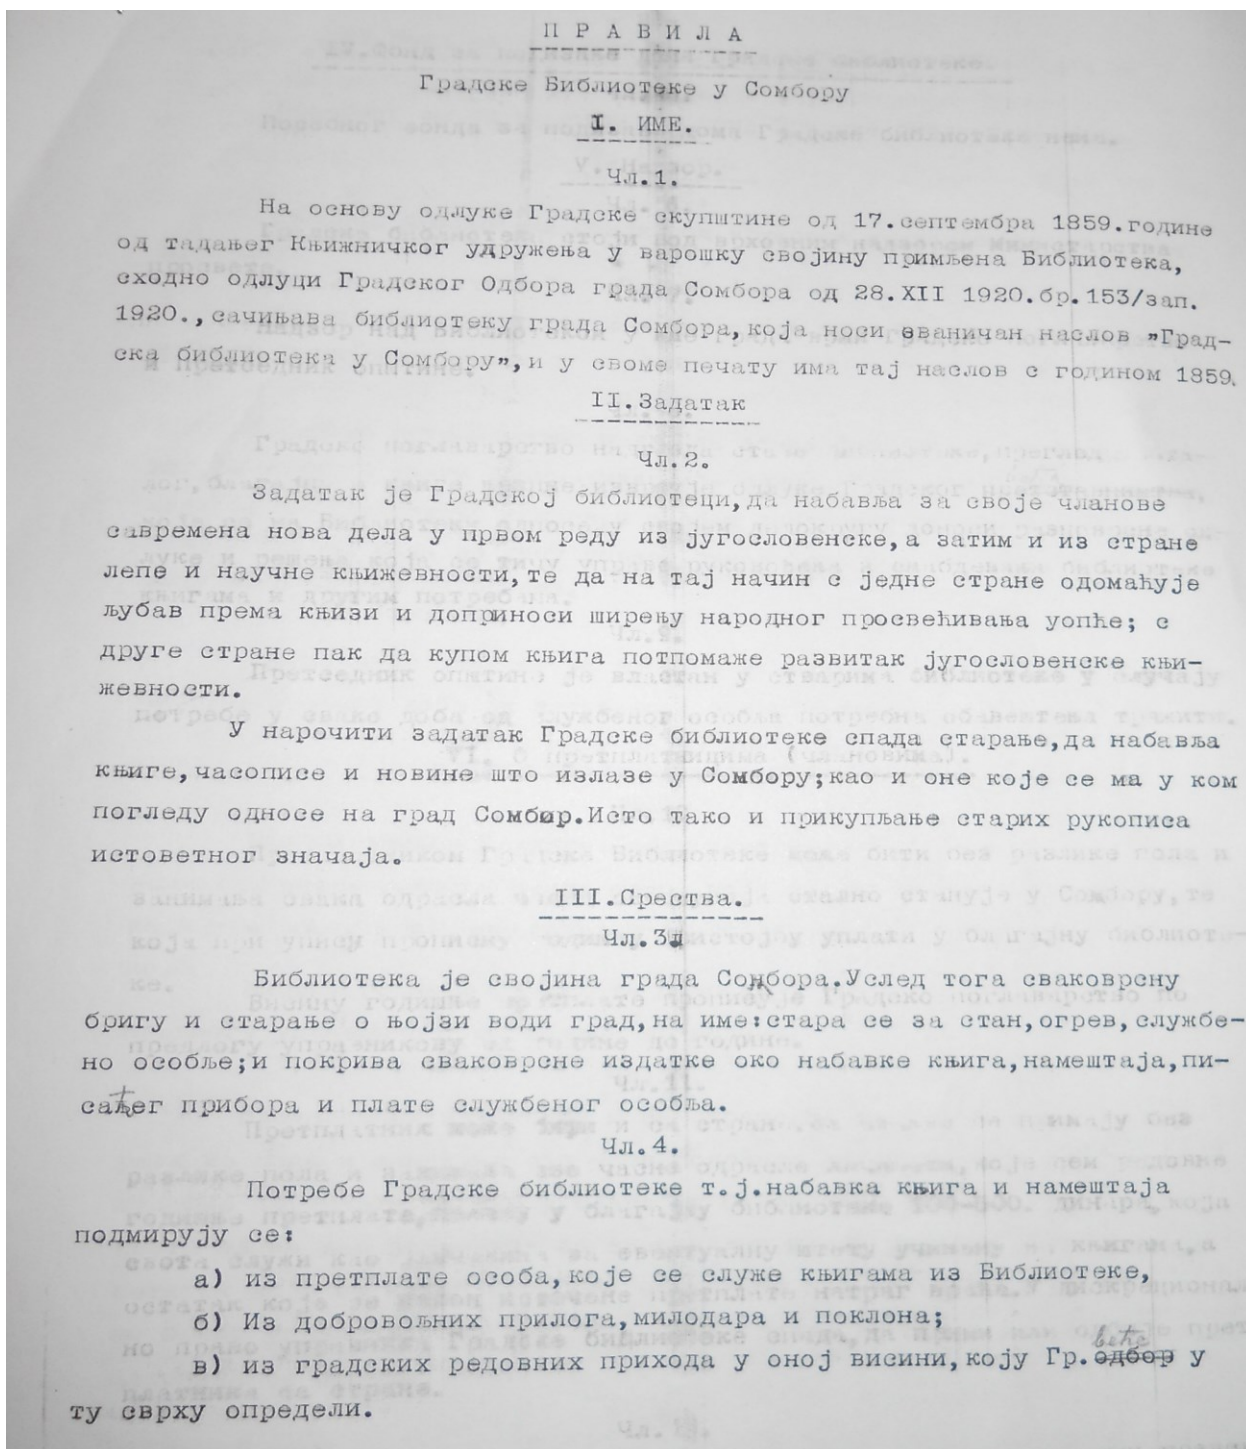 П Р А В И Л А
Градске Библиотеке у Сомбору
I. ИМЕ.
Чл.1.
На основу одлуке Градске скупштине од 17.септембра 1859.године
од тадањег Књижничког удружења у варошку својину примљена Библиотека,
сходно одлуци Градског Одбора града Сомбора од 28.XII 1920.бр.153/зап.
1920.,сачињава библиотеку града Сомбора,која носи званичан наслов „Град-
ска библиотека у Сомбору”,и у своме печату има тај наслов с годином 1859.
II.Задатак
Чл.2.
Задатак је Градској библиотеци,да набавља за своје чланове
савремена нова дела у првом реду из југословенске,а затим и из стране
лепе и научне књижевности,те да на тај начин с једне стране одомаћује
љубав према књизи и доприноси ширењу народног просвећивања уопће; с
друге стране пак да купом књига потпомаже развитак југословенске књи-
жевности.
У нарочити задатак Градске библиотеке спада старање,да набавља
књиге,часописе и новине што излазе у Сомбору;као и оне које се ма у ком
погледу односе на град Сомбор.Исто тако и прикупљање старих рукописа
истоветног значаја.
III.Срества.
Чл.3.
Библиотека је својина града Сомбора.Услед тога сваковрсну
бригу и старање о њојзи води град,на име:стара се за стан,огрев,службе-
но особље;и покрива сваковрсне издатке око набавке књига,намештаја,пи-
саћег прибора и плате службеног особља.
Чл.4.
Потребе Градске библиотеке т.ј.набавка књига и намештаја
подмирују се:
а) из претплате особа,које се служе књигама из Библиотеке,
б) Из добровољних прилога,милодара и поклона;
в) из градских редовних прихода у оној висини,коју Гр.одбор веће у
ту сврху определи.